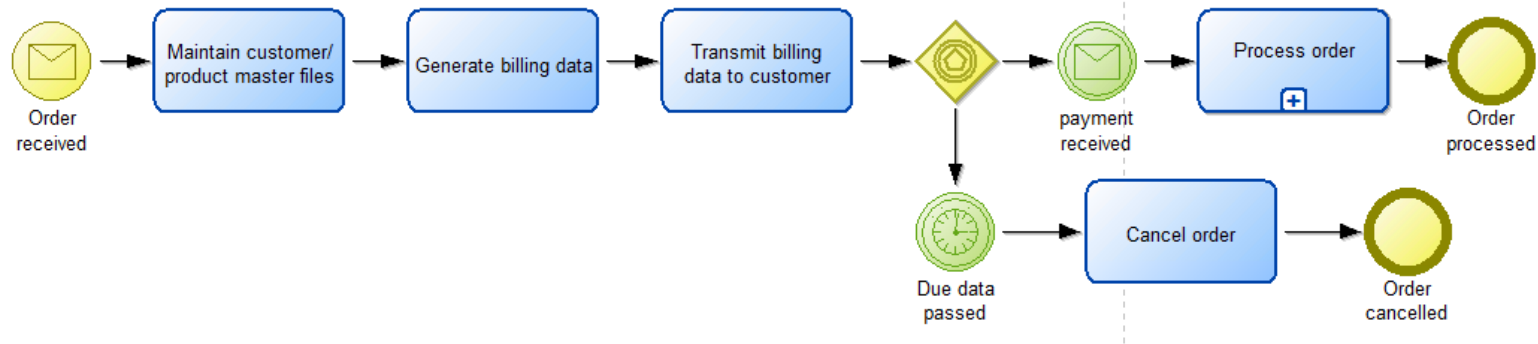 Order
received
Maintain customer/
product master files
Generate billing data
Transmit billing
data to customer
payment
received
Process order
Order
processed
Due data
passed
Cancel order
Order
cancelled